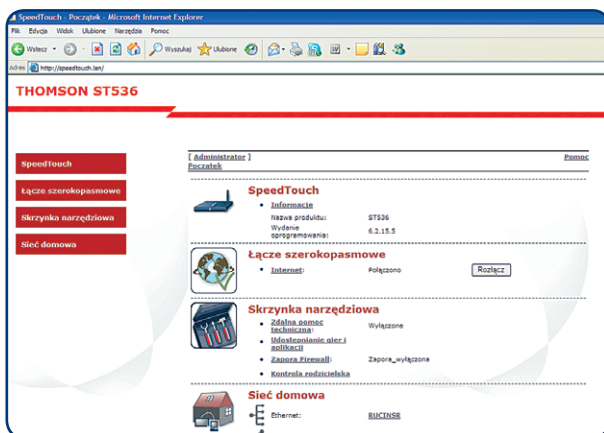 SpeedTouch - Początek - Microsoft Internet Explorer
Plik Edycja Widok Ulubione Narzędzia Pomoc
Wstecz Wyszukaj Ulubione
Adres http://speedtouch.lan/
THOMSON ST536
[ Administrator ] Pomoc
Początek
SpeedTouch
Łącze szerokopasmowe
Skrzynka narzędziowa
Sieć domowa
SpeedTouch
Informacje
Nazwa produktu: ST536
Wydanie
oprogramowania: 6.2.15.5
Łącze szerokopasmowe
Internet: Połączono Rozłącz
Skrzynka narzędziowa
Zdalna pomoc
techniczna: Wyłączone
Udostępnianie gier i
aplikacji
Zapora Firewall: Zapora_wyłączona
Kontrola rodzicielska
Sieć domowa
Ethernet: RUCINSR